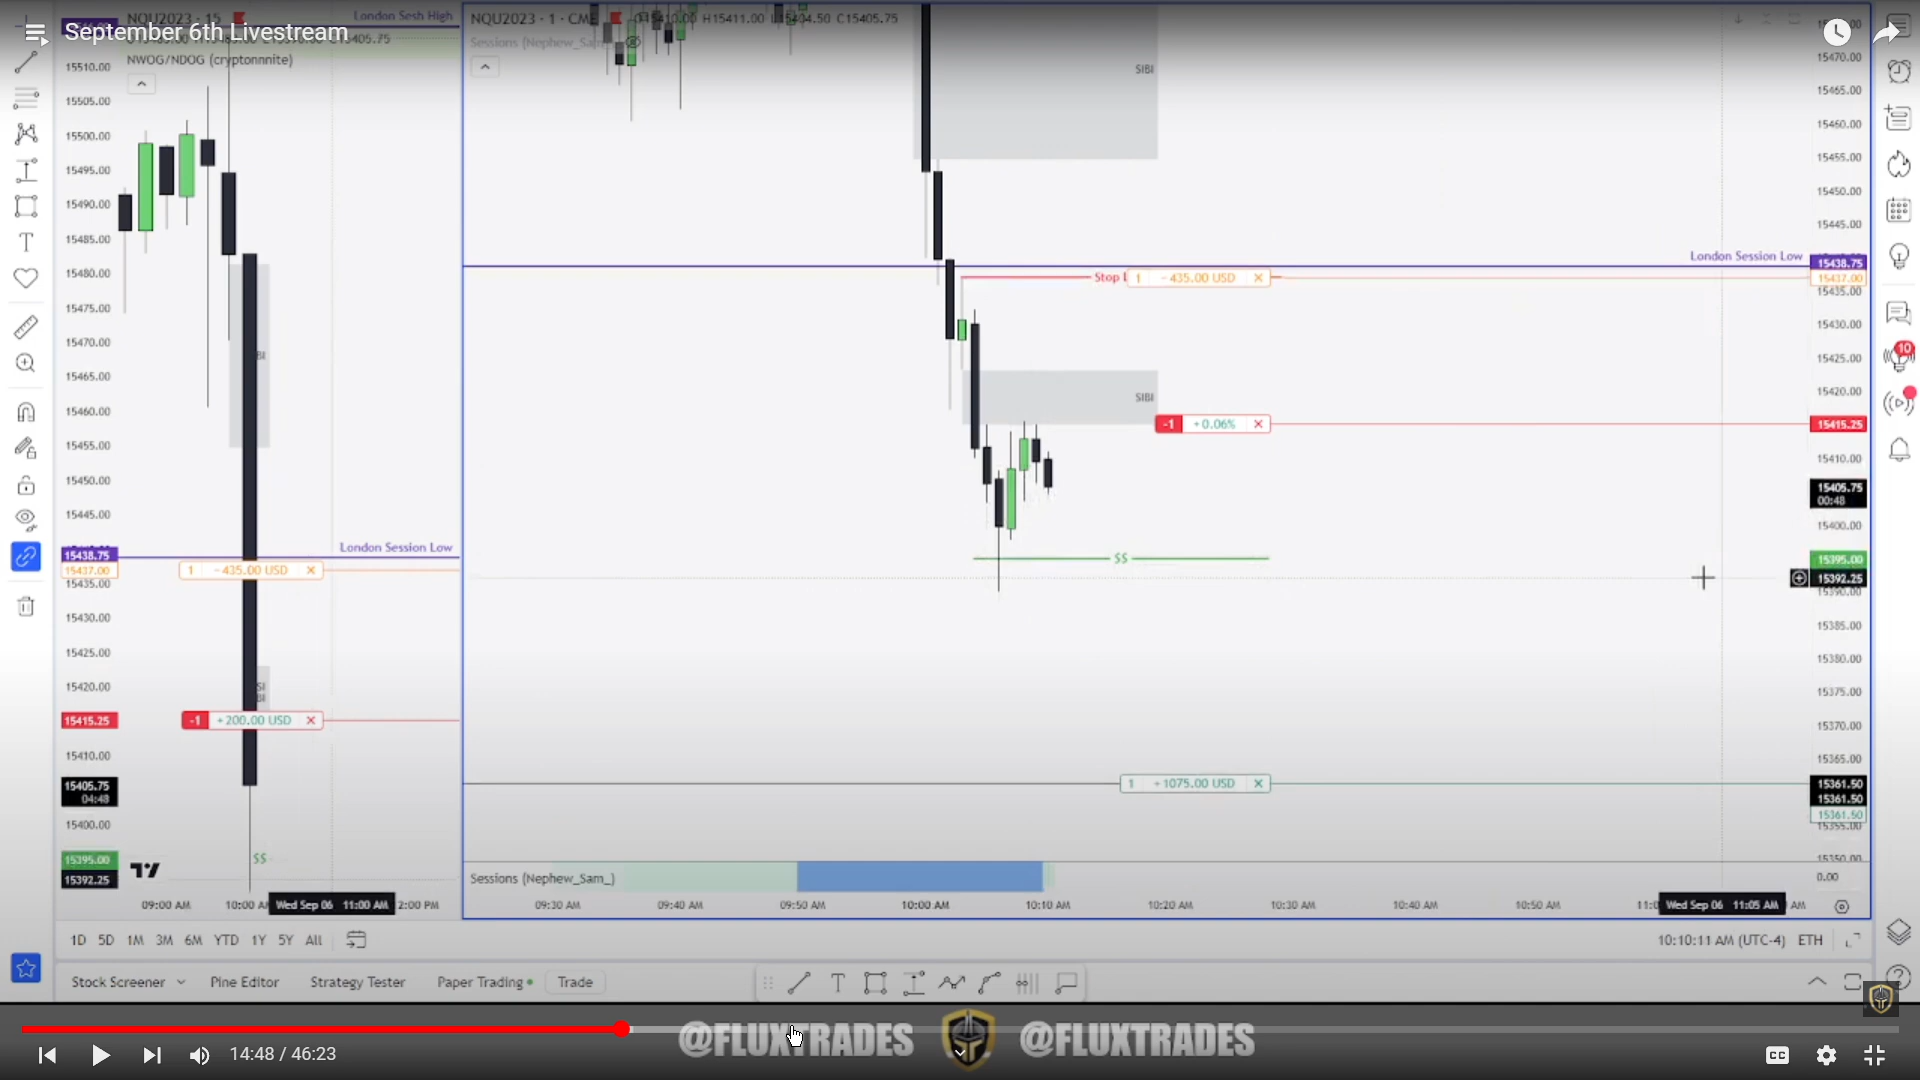 September 6th Livestream
NQU2023 · 15
London Sesh High
NWOG/NDOG (cryptonnnite)
15510.00
15505.00
15500.00
15495.00
15490.00
15485.00
15480.00
15475.00
15470.00
15465.00
15460.00
15455.00
15450.00
15445.00
London Session Low
15438.75
15437.00
1 -435.00 USD
15435.00
15430.00
15425.00
15420.00
15415.25
-1 +200.00 USD
15410.00
15405.75
04:48
15400.00
15395.00
$$
15392.25
09:00 AM
Wed Sep 06 11:00 AM
2:00 PM
NQU2023 · 1 · CME
H15411.00
C15405.75
SIBI
15470.00
15465.00
15460.00
15455.00
15450.00
15445.00
London Session Low
15438.75
15437.00
Stop
1 -435.00 USD
15435.00
15430.00
15425.00
15420.00
SIBI
-1 +0.06%
15415.25
15410.00
15405.75
00:48
15400.00
$$
15395.00
15392.25
15390.00
15385.00
15380.00
15375.00
15370.00
15365.00
1 +1075.00 USD
15361.50
15361.50
15361.50
15355.00
15350.00
Sessions (Nephew_Sam_)
0.00
09:30 AM 09:40 AM 09:50 AM 10:00 AM 10:10 AM 10:20 AM 10:30 AM 10:40 AM 10:50 AM
Wed Sep 06 11:05 AM
AM
10
1D 5D 1M 3M 6M YTD 1Y 5Y All
10:10:11 AM (UTC-4) ETH
Stock Screener Pine Editor Strategy Tester Paper Trading Trade
@FLUXTRADES @FLUXTRADES
14:48 / 46:23
CC